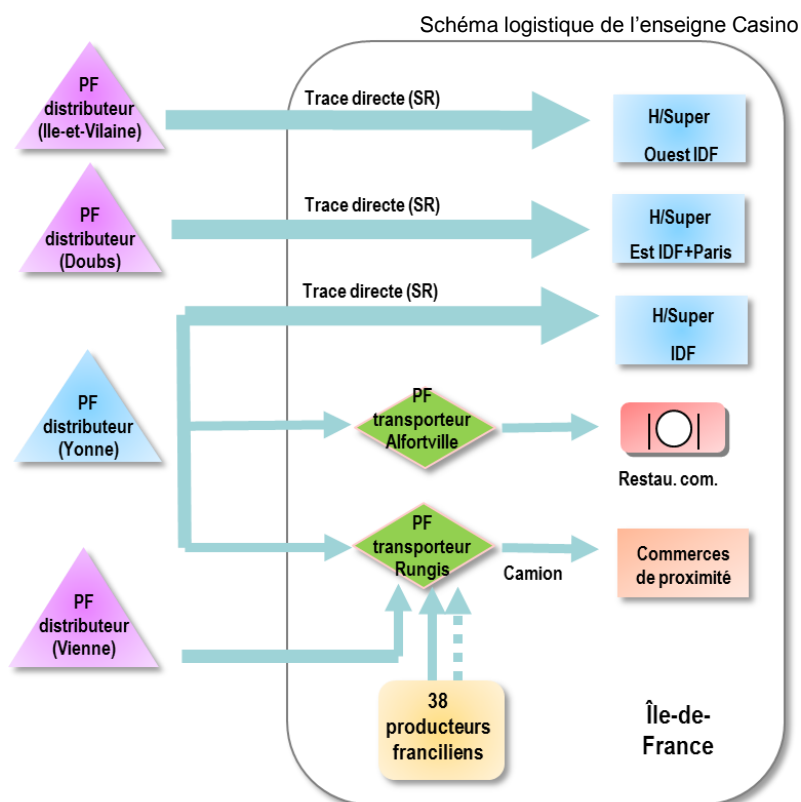 Schéma logistique de l'enseigne Casino
PF
distributeur
(Ile-et-Vilaine)
Trace directe (SR)
H/Super
Ouest IDF
PF
distributeur
(Doubs)
Trace directe (SR)
H/Super
Est IDF+Paris
Trace directe (SR)
H/Super
IDF
PF
distributeur
(Yonne)
PF
transporteur
Alfortville
Restau. com.
PF
transporteur
Rungis
Camion
Commerces
de proximité
PF
distributeur
(Vienne)
38
producteurs
franciliens
Île-de-
France